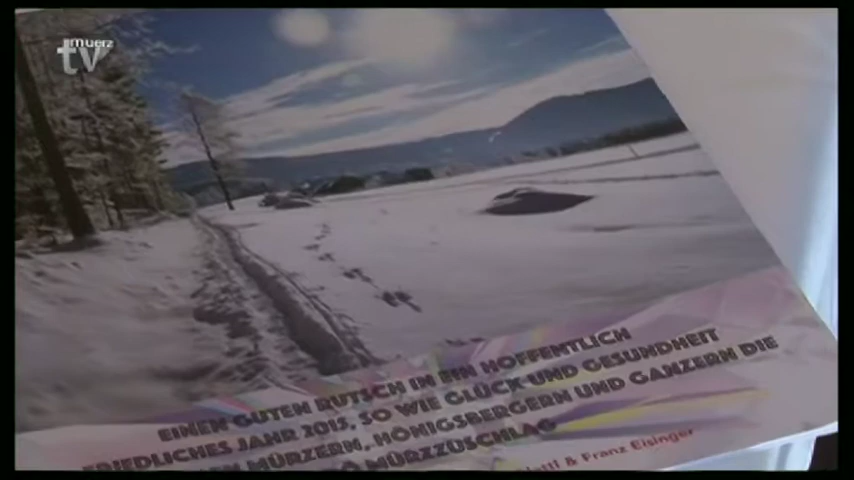 muerz
tv
EINEN GUTEN RUTSCH IN EIN HOFFENTLICH
FRIEDLICHES JAHR 2015, SO WIE GLÜCK UND GESUNDHEIT
MÜRZERN, HÖNIGSBERGERN UND GANZERN DIE
MÜRZZUSCHLAG
& Franz Eisinger